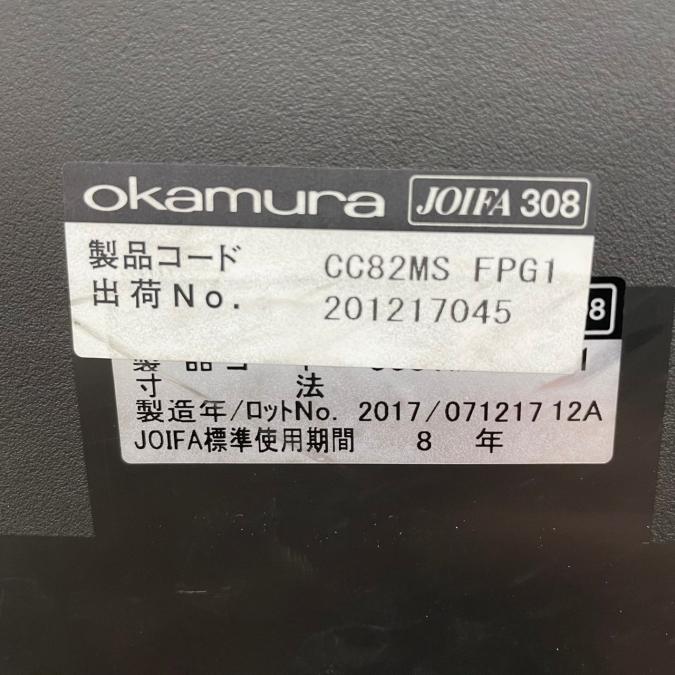 okamura JOIFA 308
製品コード CC82MS FPG1
出荷No. 201217045
8
寸 法
製造年/ロットNo. 2017/071217 12A
JOIFA標準使用期間 8 年